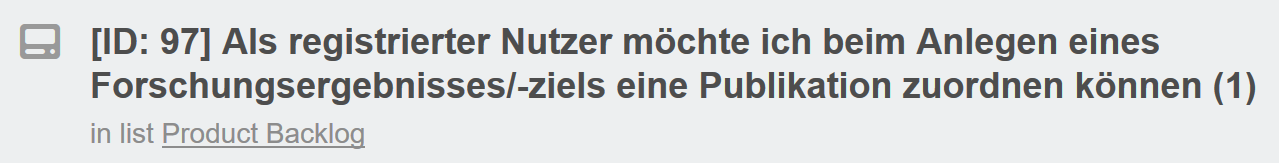 [ID: 97] Als registrierter Nutzer möchte ich beim Anlegen eines
Forschungsergebnisses/-ziels eine Publikation zuordnen können (1)
in list Product Backlog